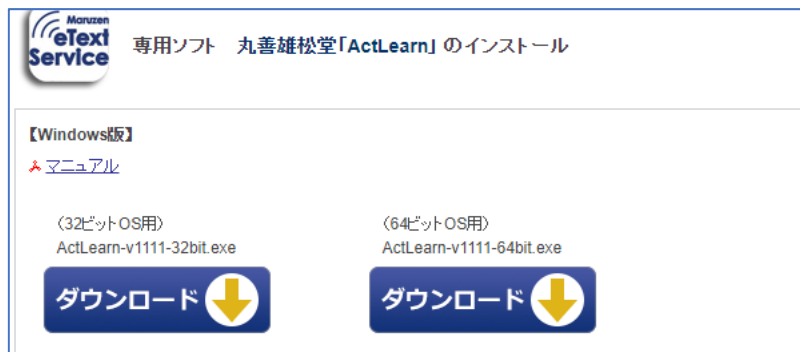 Maruzen
eText
Service
専用ソフト 丸善雄松堂「ActLearn」のインストール
【Windows版】
マニュアル
（32ビットOS用）
ActLearn-v1111-32bit.exe
ダウンロード
（64ビットOS用）
ActLearn-v1111-64bit.exe
ダウンロード